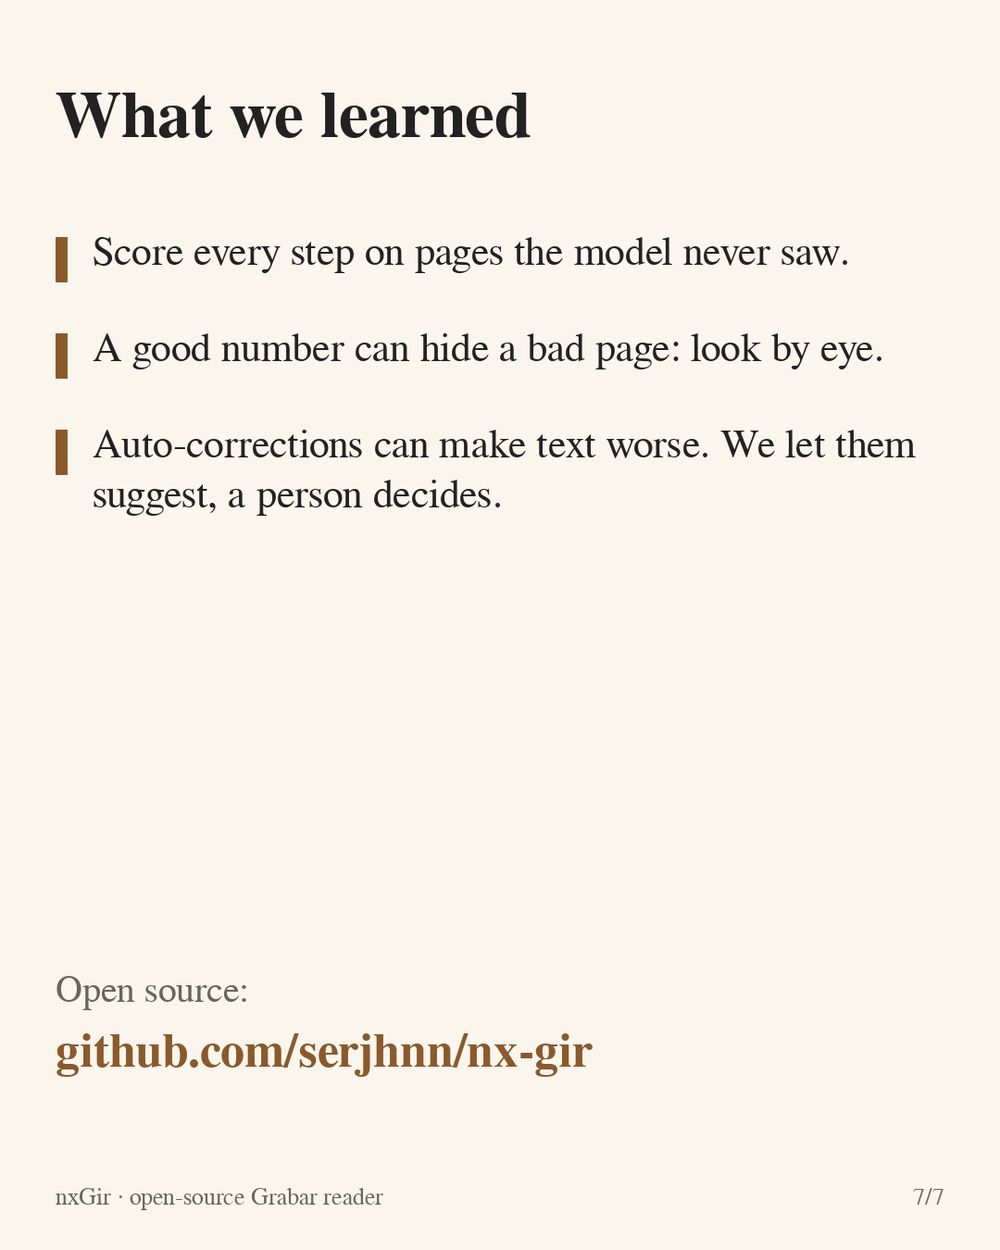 What we learned
Score every step on pages the model never saw.
A good number can hide a bad page: look by eye.
Auto-corrections can make text worse. We let them
suggest, a person decides.
Open source:
github.com/serjhnn/nx-gir
nxGir · open-source Grabar reader
7/7